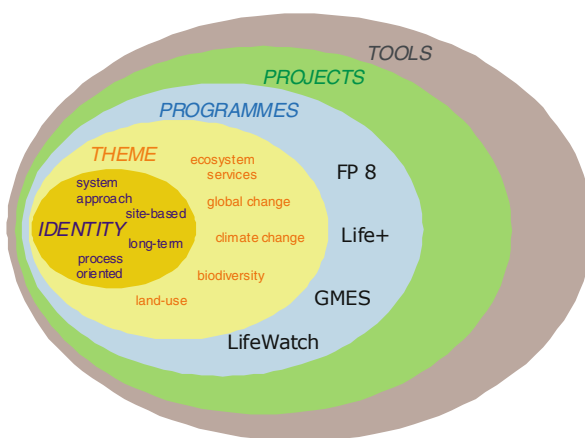 TOOLS
PROJECTS
PROGRAMMES
THEME
ecosystem
services
FP 8
system
approach
global change
site-based
IDENTITY
Life+
long-term
climate change
process
oriented
biodiversity
land-use
GMES
LifeWatch